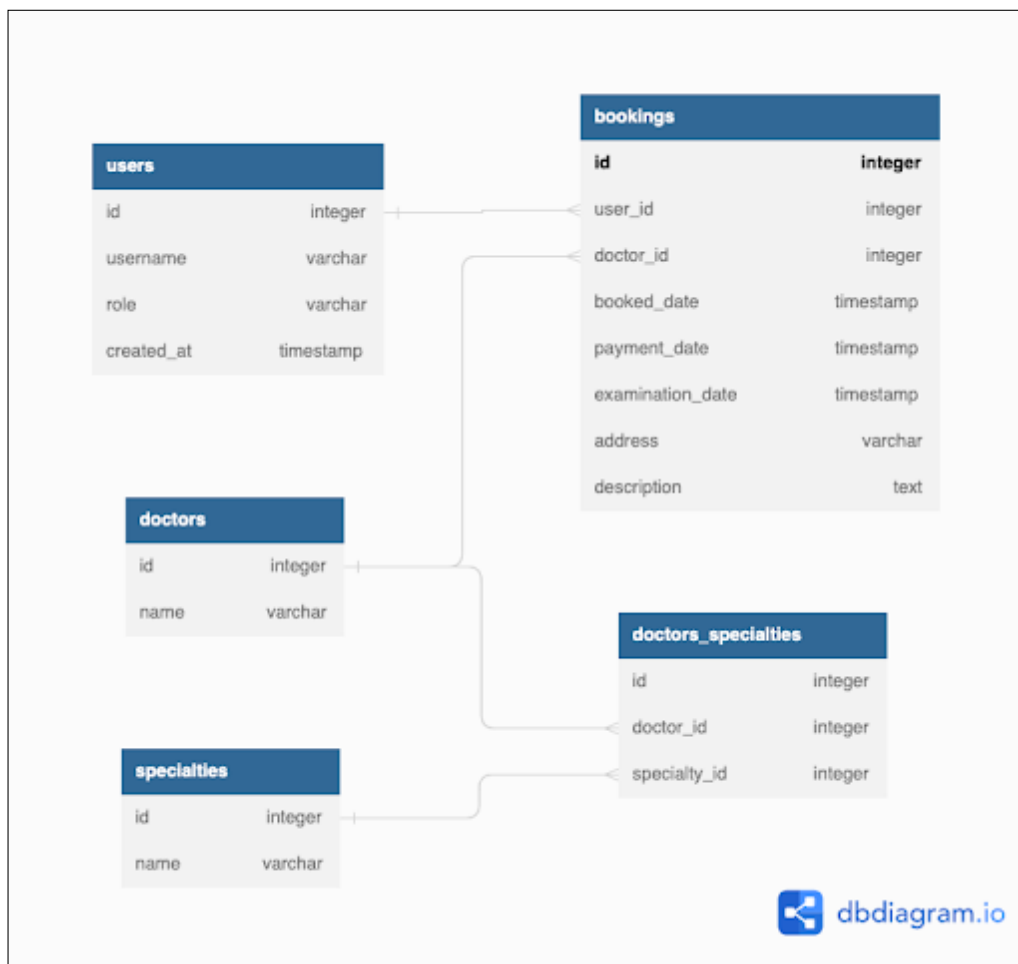 users
id integer
username varchar
role varchar
created_at timestamp
bookings
id integer
user_id integer
doctor_id integer
booked_date timestamp
payment_date timestamp
examination_date timestamp
address varchar
description text
doctors
id integer
name varchar
doctors_specialties
id integer
doctor_id integer
specialty_id integer
specialties
id integer
name varchar
dbdiagram.io